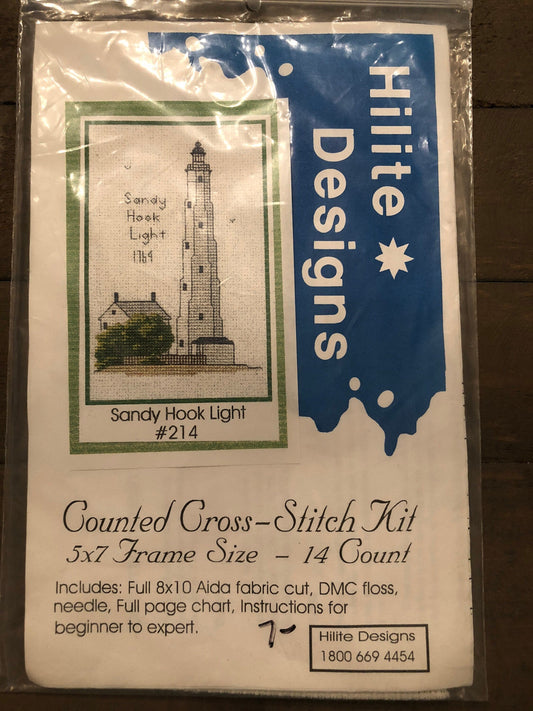 Hilite
Designs
Sandy
Hook
Light
1764
Sandy Hook Light
#214
Counted Cross-Stitch Kit
5x7 Frame Size - 14 Count
Includes: Full 8x10 Aida fabric cut, DMC floss,
needle, Full page chart, Instructions for
beginner to expert.
7-
Hilite Designs
1800 669 4454